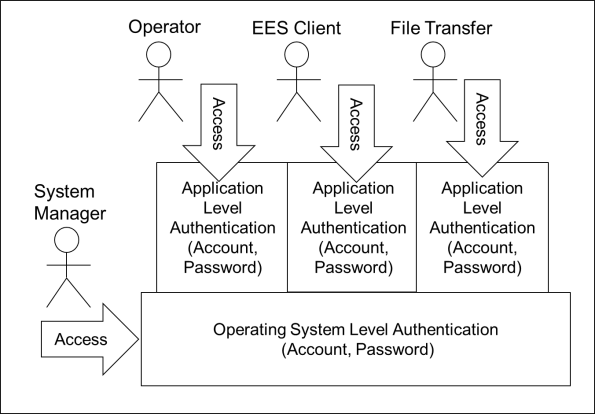 Operator
EES Client
File Transfer
Access
Access
Access
System
Manager
Application
Level
Authentication
(Account,
Password)
Application
Level
Authentication
(Account,
Password)
Application
Level
Authentication
(Account,
Password)
Access
Operating System Level Authentication
(Account, Password)